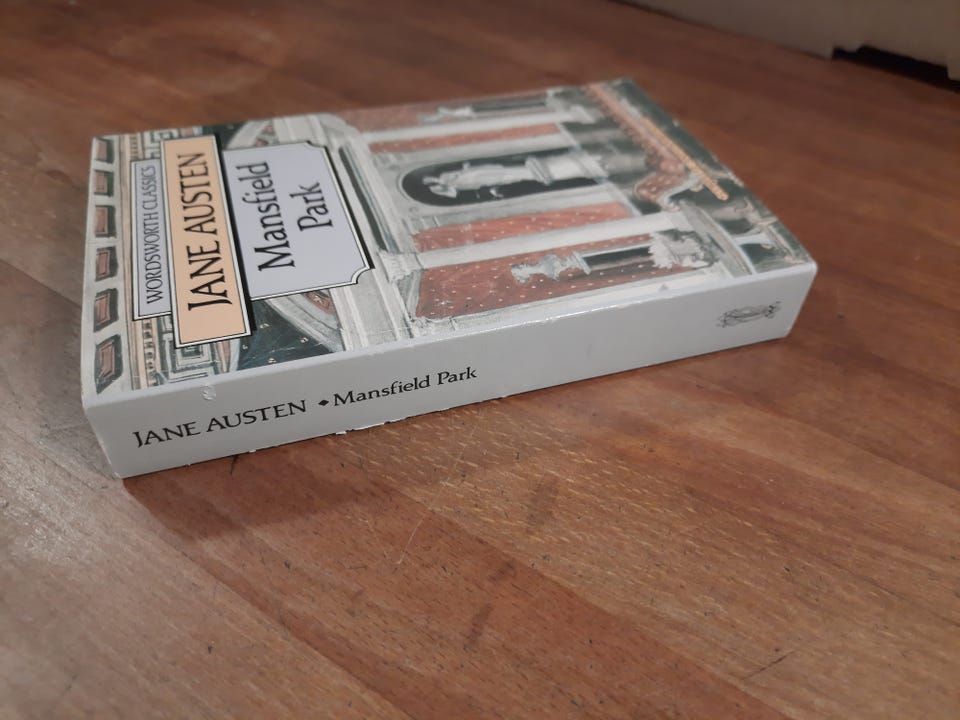 WORDSWORTH CLASSICS
JANE AUSTEN
Mansfield
Park
JANE AUSTEN ◆ Mansfield Park